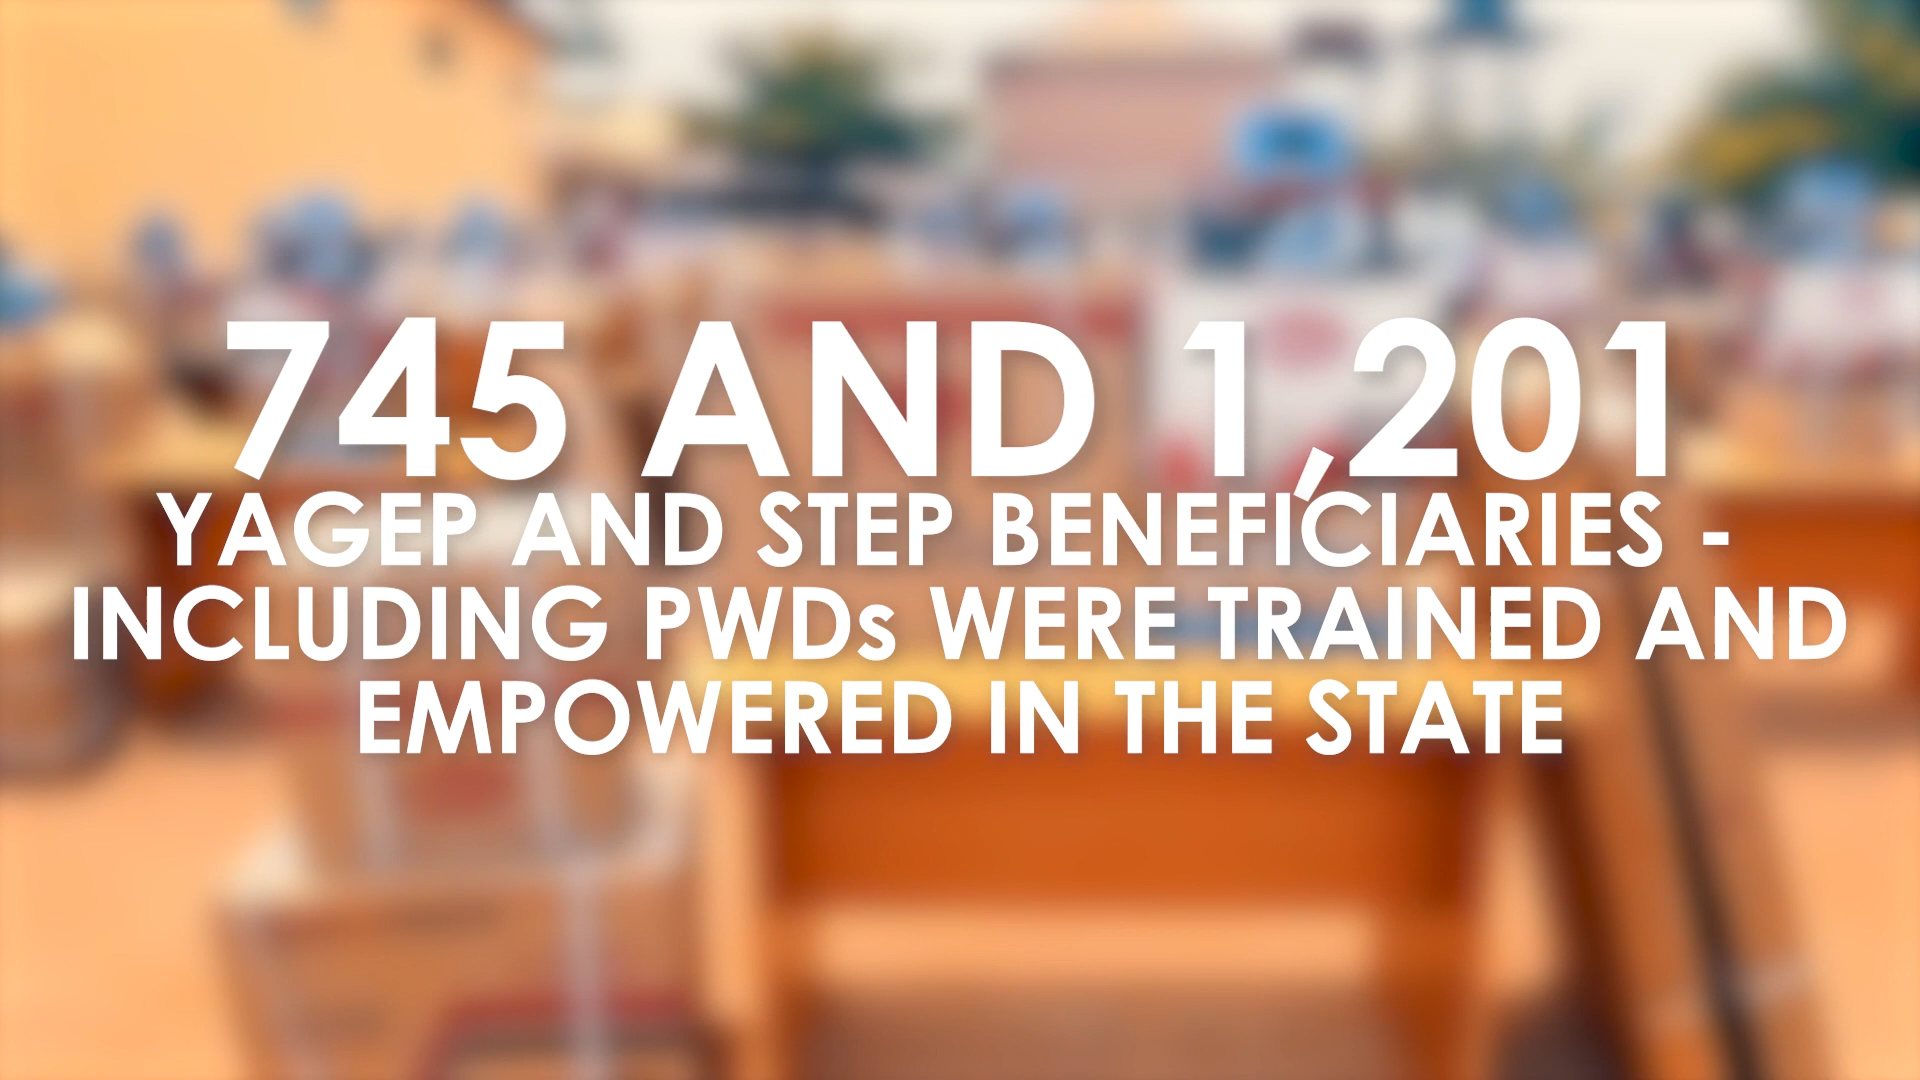 745 AND 1,201
YAGEP AND STEP BENEFICIARIES -
INCLUDING PWDs WERE TRAINED AND
EMPOWERED IN THE STATE